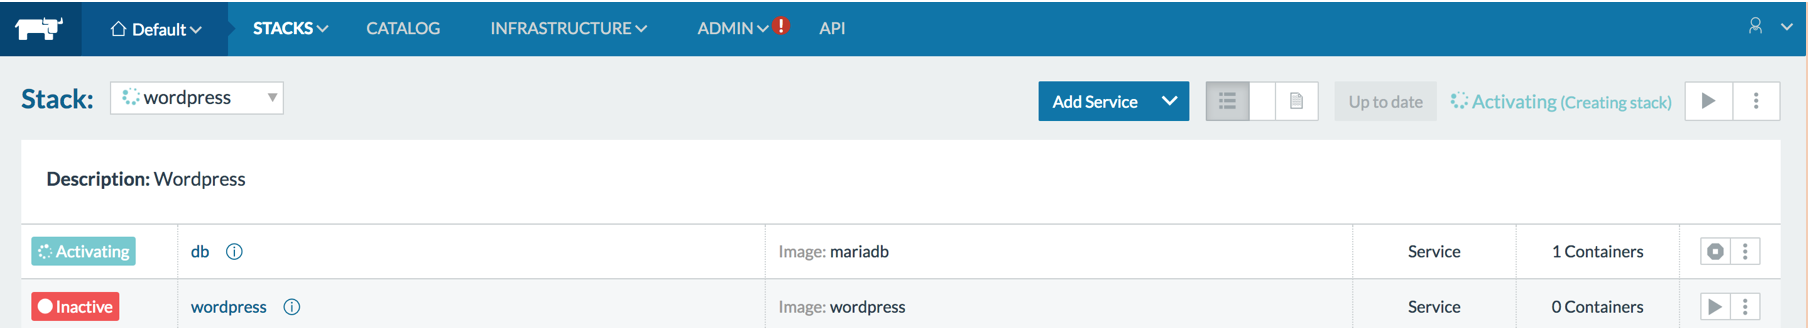 Default STACKS CATALOG INFRASTRUCTURE ADMIN ! API
Stack: wordpress Add Service Up to date Activating (Creating stack)
Description: Wordpress
Activating db Image: mariadb Service 1 Containers
Inactive wordpress Image: wordpress Service 0 Containers